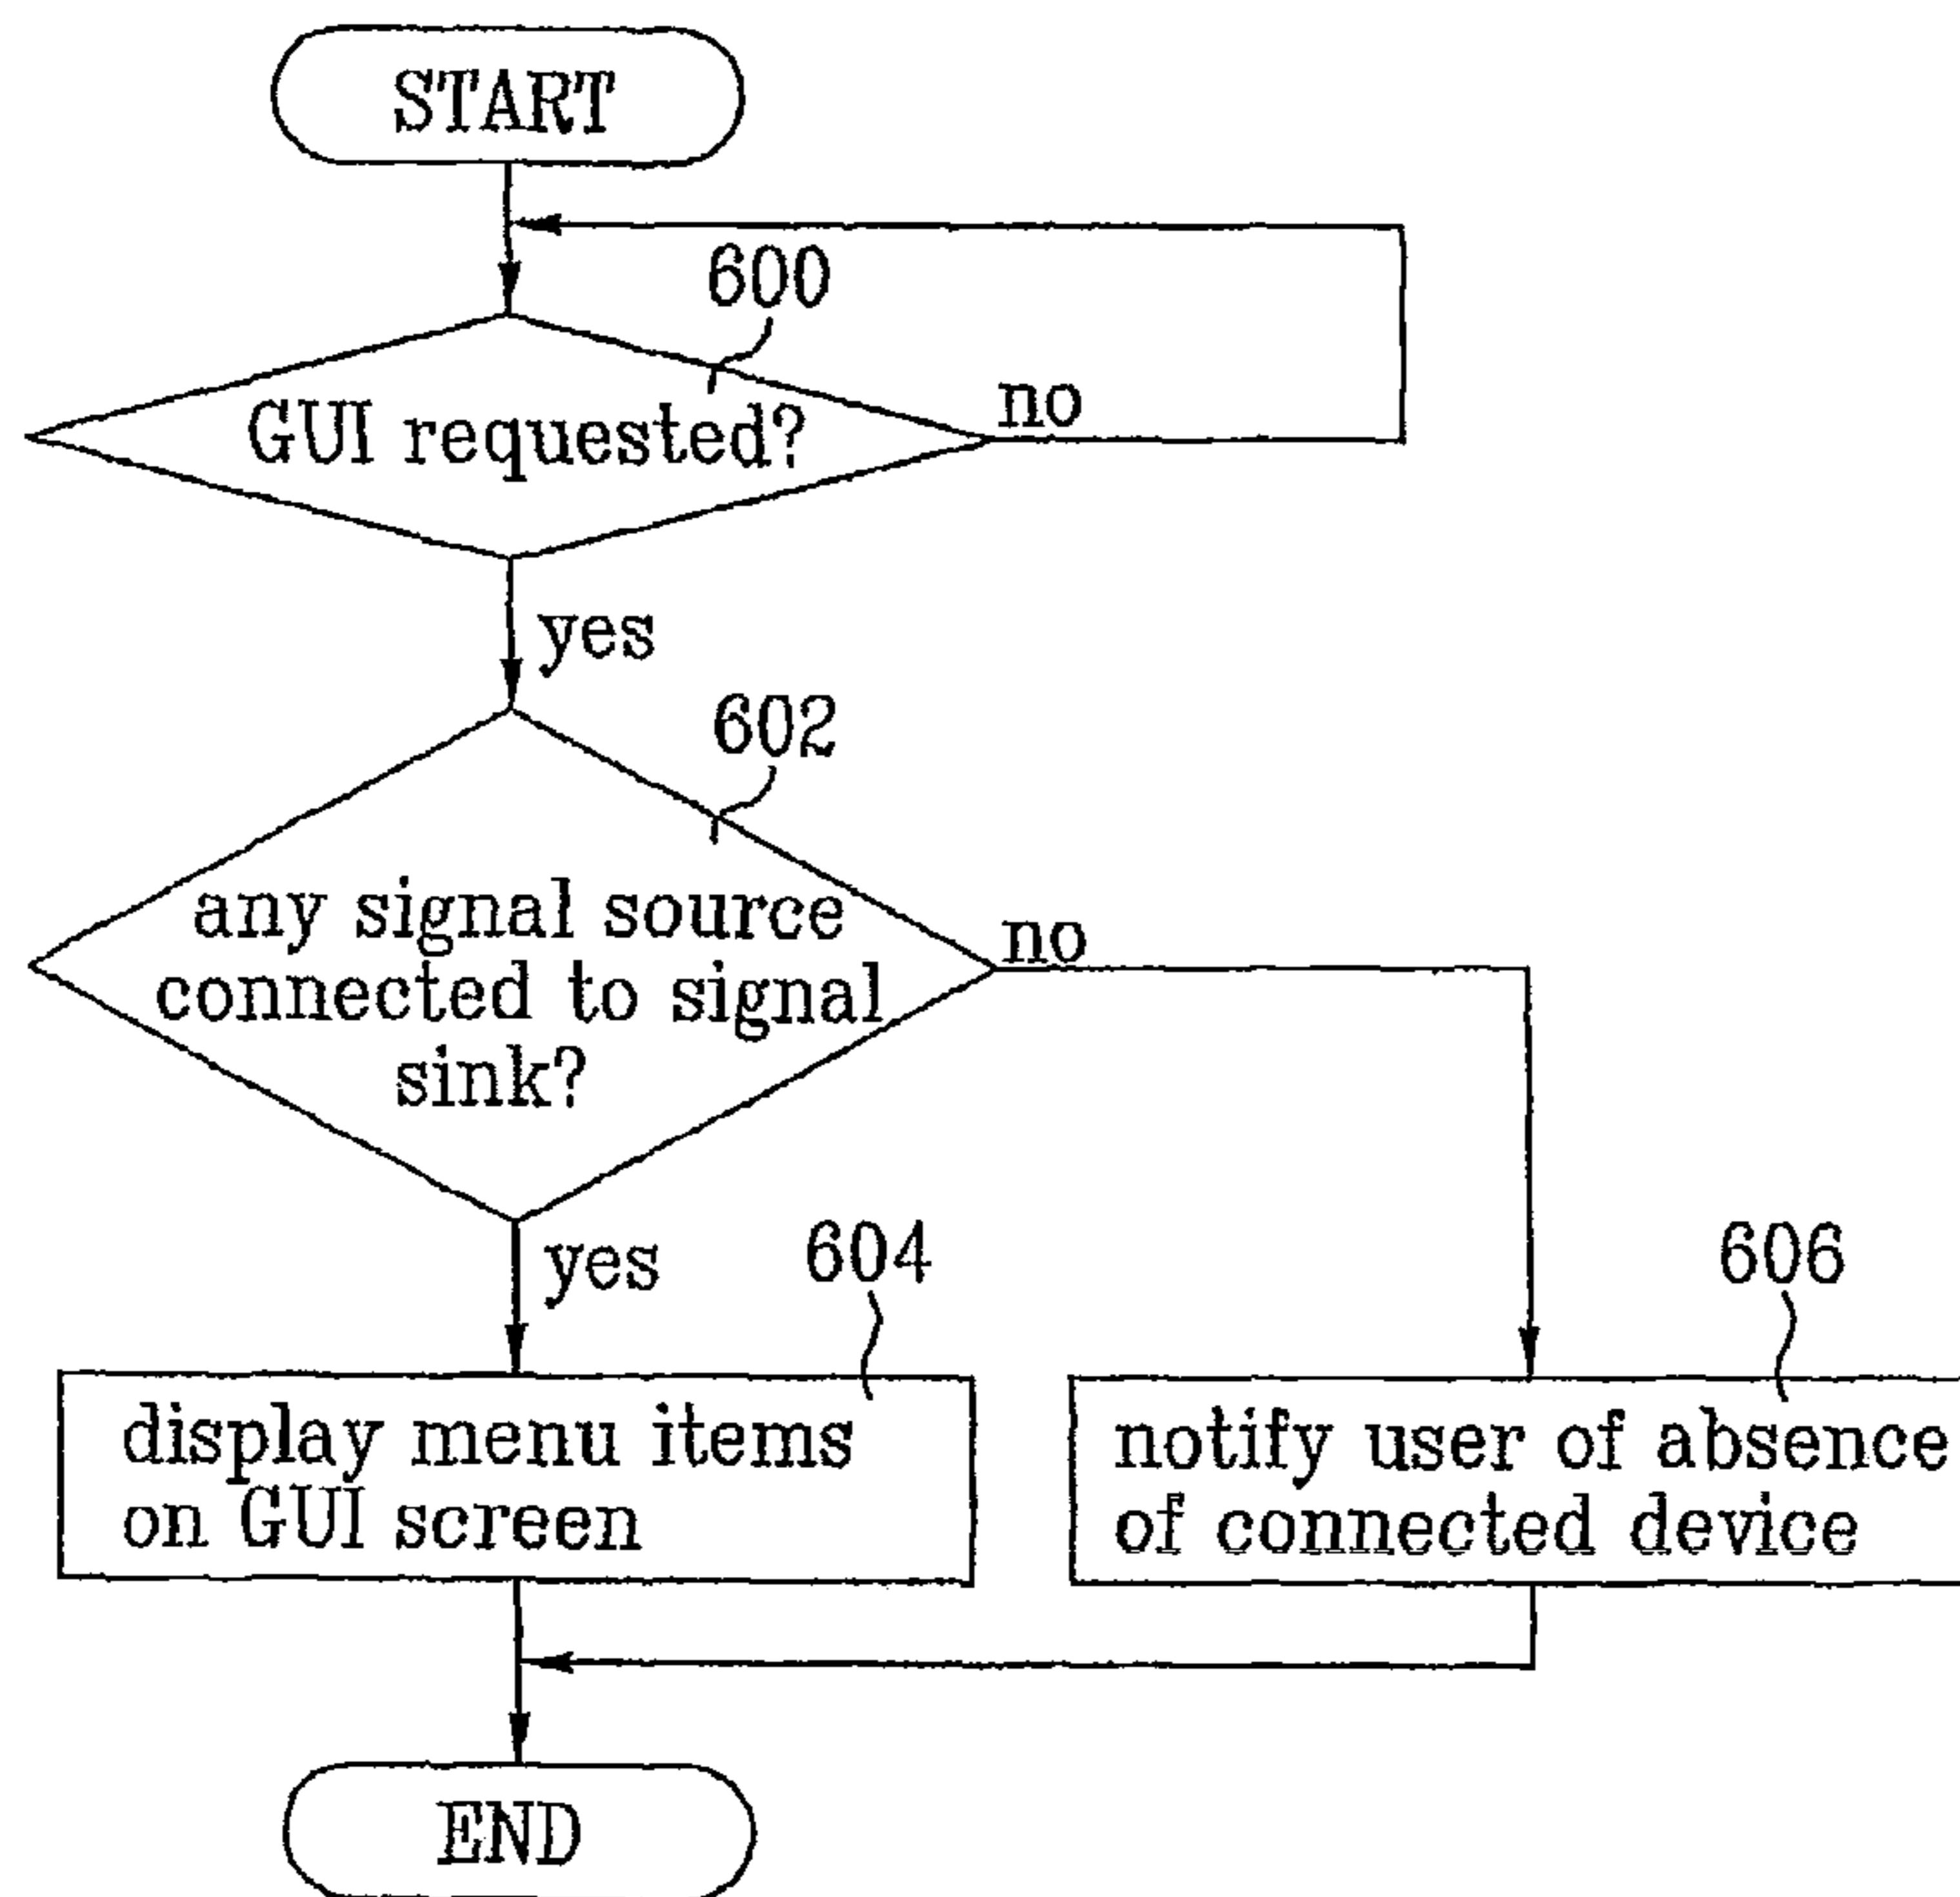 START
600
GUI requested?
no
yes
602
any signal source
connected to signal
sink?
no
yes
604
606
display menu items
on GUI screen
notify user of absence
of connected device
END